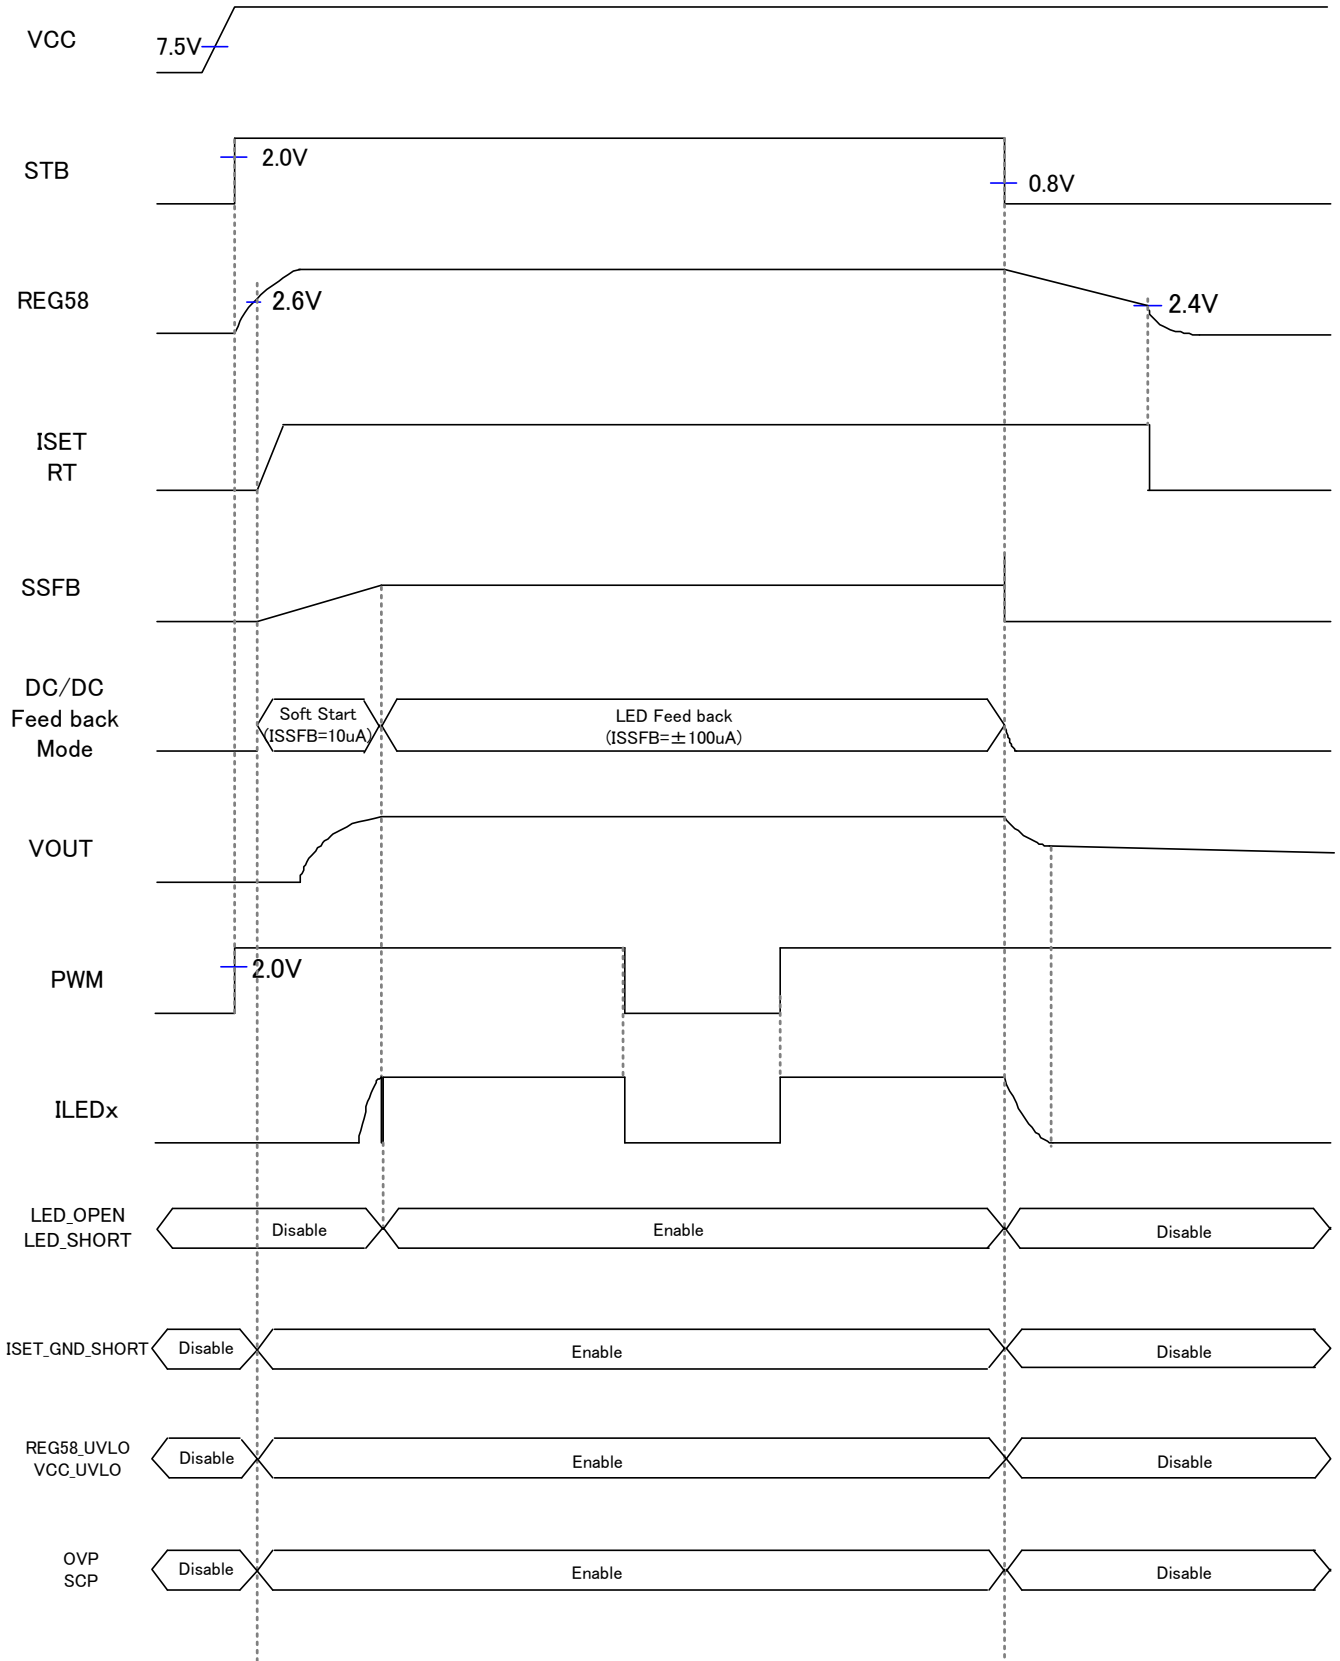 VCC
7.5V
STB
2.0V
0.8V
REG58
2.6V
2.4V
ISET
RT
SSFB
DC/DC
Feed back
Mode
Soft Start
(ISSFB=10uA)
LED Feed back
(ISSFB=±100uA)
VOUT
PWM
2.0V
ILEDx
LED_OPEN
LED_SHORT
Disable
Enable
Disable
ISET_GND_SHORT
Disable
Enable
Disable
REG58_UVLO
VCC_UVLO
Disable
Enable
Disable
OVP
SCP
Disable
Enable
Disable